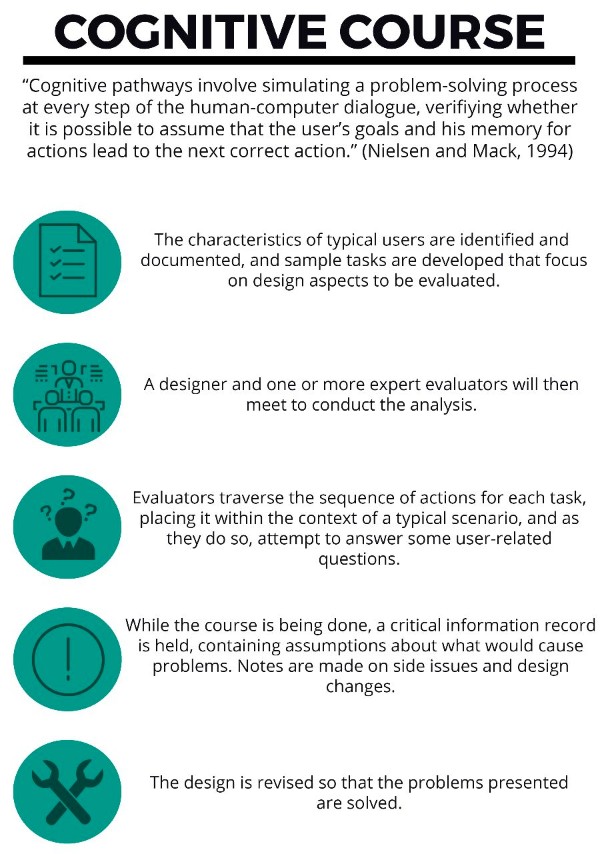 COGNITIVE COURSE
“Cognitive pathways involve simulating a problem-solving process
at every step of the human-computer dialogue, verifiying whether
it is possible to assume that the user’s goals and his memory for
actions lead to the next correct action.” (Nielsen and Mack, 1994)
The characteristics of typical users are identified and
documented, and sample tasks are developed that focus
on design aspects to be evaluated.
A designer and one or more expert evaluators will then
meet to conduct the analysis.
Evaluators traverse the sequence of actions for each task,
placing it within the context of a typical scenario, and as
they do so, attempt to answer some user-related
questions.
While the course is being done, a critical information record
is held, containing assumptions about what would cause
problems. Notes are made on side issues and design
changes.
The design is revised so that the problems presented
are solved.